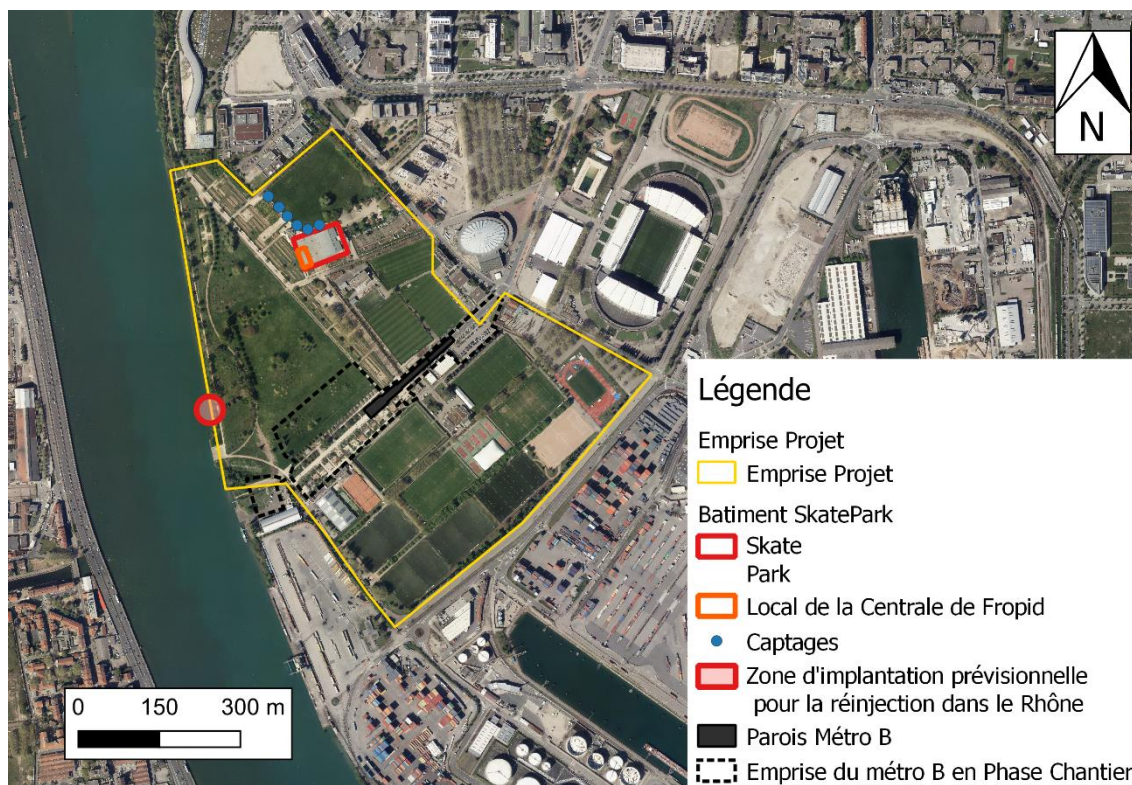 N
Légende
Emprise Projet
Emprise Projet
Batiment SkatePark
Skate
Park
Local de la Centrale de Fropid
Captages
Zone d'implantation prévisionnelle
pour la réinjection dans le Rhône
Parois Métro B
Emprise du métro B en Phase Chantier
0 150 300 m